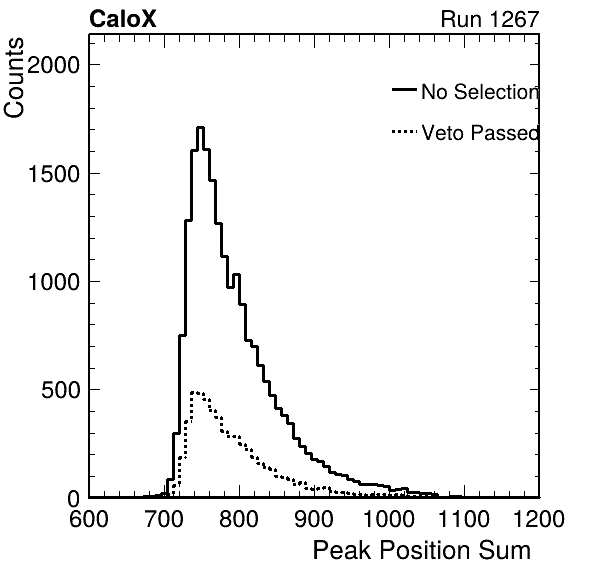 CaloX Run 1267
Counts
2000
1500
1000
500
0
No Selection
Veto Passed
600 700 800 900 1000 1100 1200
Peak Position Sum